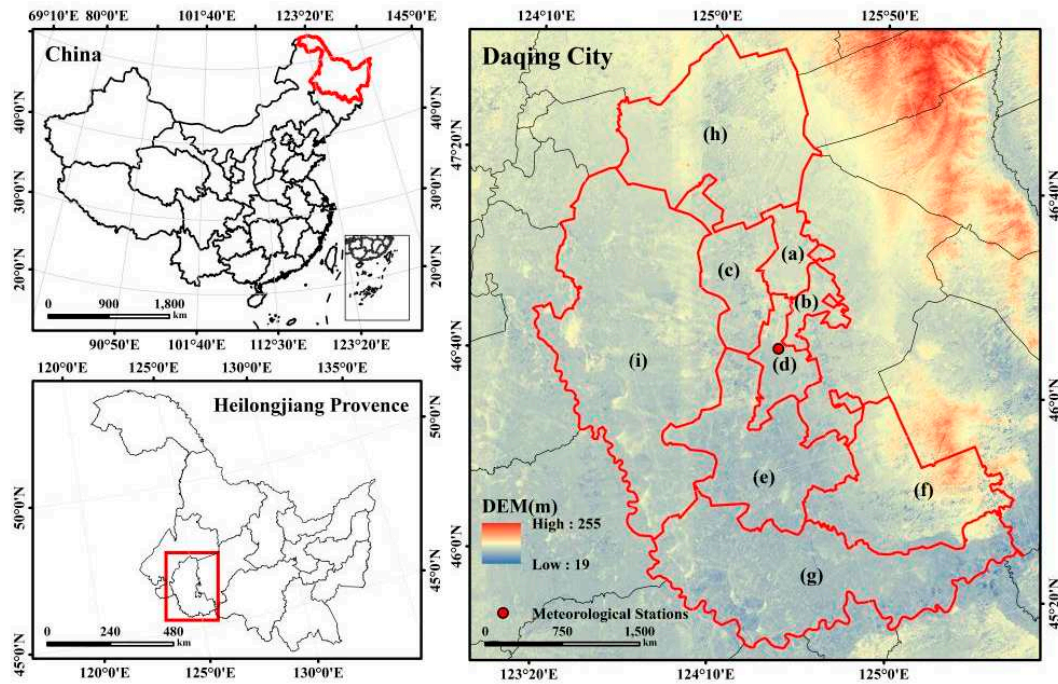 69°10'E 84°0'E 103°50'E 123°20'E 145°0'E
China
40°0'N
30°0'N
20°0'N
40°0'N
30°0'N
20°0'N
0 900 1,800
km
90°50'E 101°40'E 112°30'E 123°20'E
120°0'E 125°0'E 130°0'E 135°0'E
Heilongjiang Provence
50°0'N
45°0'N
50°0'N
45°0'N
0 240 480
km
120°0'E 125°0'E 130°0'E
124°10'E 125°0'E 125°50'E
Daqing City
47°20'N
46°40'N
46°0'N
46°40'N
46°0'N
45°20'N
(h)
(a)
(c)
(b)
(i)
(d)
(e)
(f)
(g)
DEM(m)
High : 255
Low : 19
Meteorological Stations
0 750 1,500
km
123°20'E 124°10'E 125°0'E